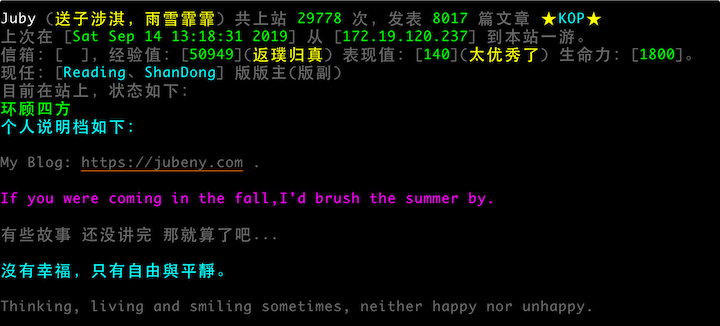 Juby (送子涉淇，雨雪霏霏) 共上站 29778 次，发表 8017 篇文章 ★KOP★
上次在 [Sat Sep 14 13:18:31 2019] 从 [172.19.120.237] 到本站一游。
信箱: [  ]，经验值: [50949](返璞归真) 表现值: [140](太优秀了) 生命力: [1800]。
现任: [Reading、ShanDong] 版版主(版副)
目前在站上，状态如下:
环顾四方
个人说明档如下:
My Blog: https://jubeny.com .
If you were coming in the fall,I'd brush the summer by.
有些故事 还没讲完 那就算了吧...
沒有幸福，只有自由與平靜。
Thinking, living and smiling sometimes, neither happy nor unhappy.